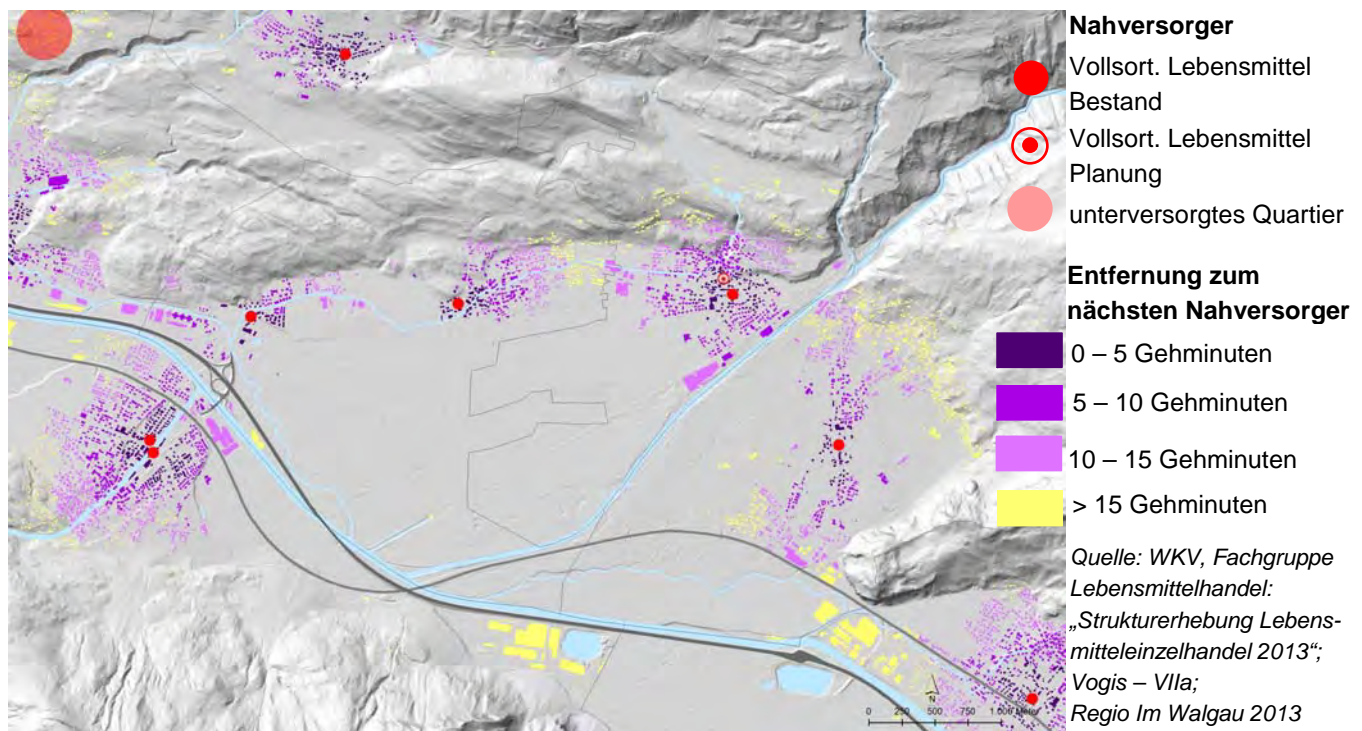 Nahversorger
Vollsort. Lebensmittel
Bestand
Vollsort. Lebensmittel
Planung
unterversorgtes Quartier
Entfernung zum
nächsten Nahversorger
0 – 5 Gehminuten
5 – 10 Gehminuten
10 – 15 Gehminuten
> 15 Gehminuten
Quelle: WKV, Fachgruppe
Lebensmittelhandel:
„Strukturerhebung Lebens-
mitteleinzelhandel 2013“;
Vogis – VIIa;
Regio Im Walgau 2013
N
0 250 500 750 1.000 Meter